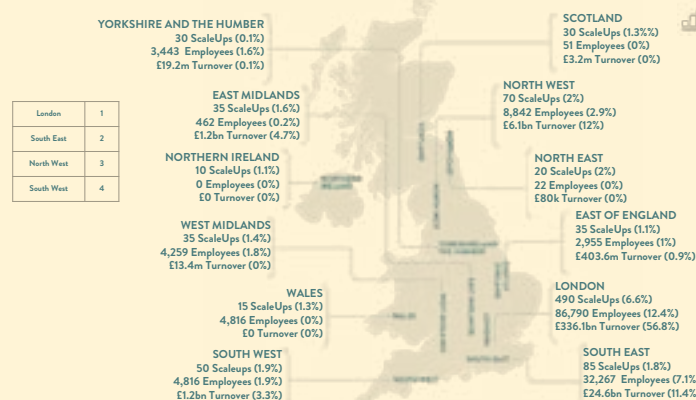 YORKSHIRE AND THE HUMBER
30 ScaleUps (0.1%)
3,443 Employees (1.6%)
£19.2m Turnover (0.1%)
SCOTLAND
30 ScaleUps (1.3%%)
51 Employees (0%)
£3.2m Turnover (0%)
EAST MIDLANDS
35 ScaleUps (1.6%)
462 Employees (0.2%)
£1.2bn Turnover (4.7%)
NORTH WEST
70 ScaleUps (2%)
8,842 Employees (2.9%)
£6.1bn Turnover (12%)
London 1
South East 2
North West 3
South West 4
NORTHERN IRELAND
10 ScaleUps (1.1%)
0 Employees (0%)
£0 Turnover (0%)
NORTH EAST
20 ScaleUps (2%)
22 Employees (0%)
£80k Turnover (0%)
WEST MIDLANDS
35 ScaleUps (1.4%)
4,259 Employees (1.8%)
£13.4m Turnover (0%)
EAST OF ENGLAND
35 ScaleUps (1.1%)
2,955 Employees (1%)
£403.6m Turnover (0.9%)
WALES
15 ScaleUps (1.3%)
4,816 Employees (0%)
£0 Turnover (0%)
LONDON
490 ScaleUps (6.6%)
86,790 Employees (12.4%)
£336.1bn Turnover (56.8%)
SOUTH WEST
50 Scaleups (1.9%)
4,816 Employees (1.9%)
£1.2bn Turnover (3.3%)
SOUTH EAST
85 ScaleUps (1.8%)
32,267 Employees (7.1%
£24.6bn Turnover (11.4%